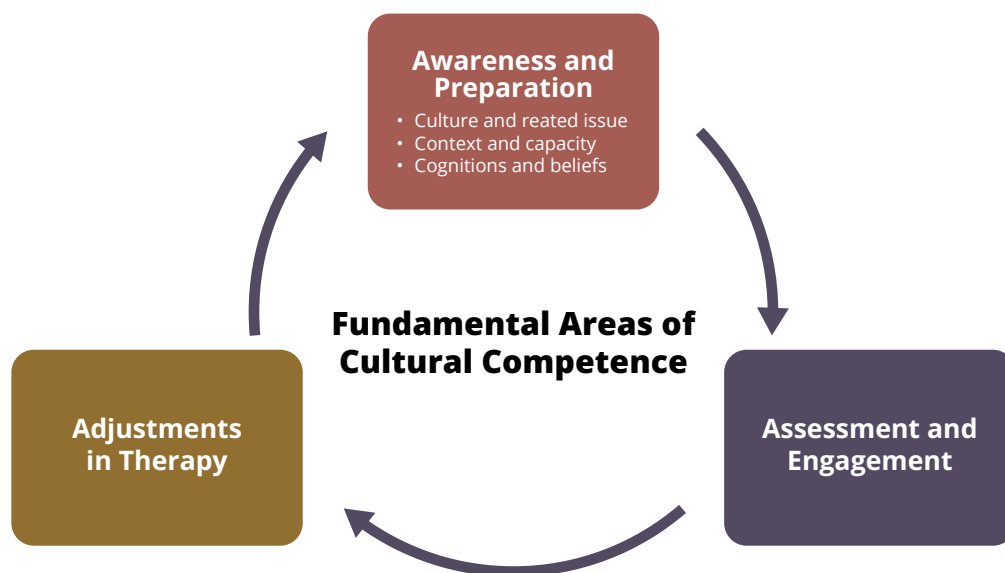 Awareness and
Preparation
• Culture and reated issue
• Context and capacity
• Cognitions and beliefs
Fundamental Areas of
Cultural Competence
Adjustments
in Therapy
Assessment and
Engagement